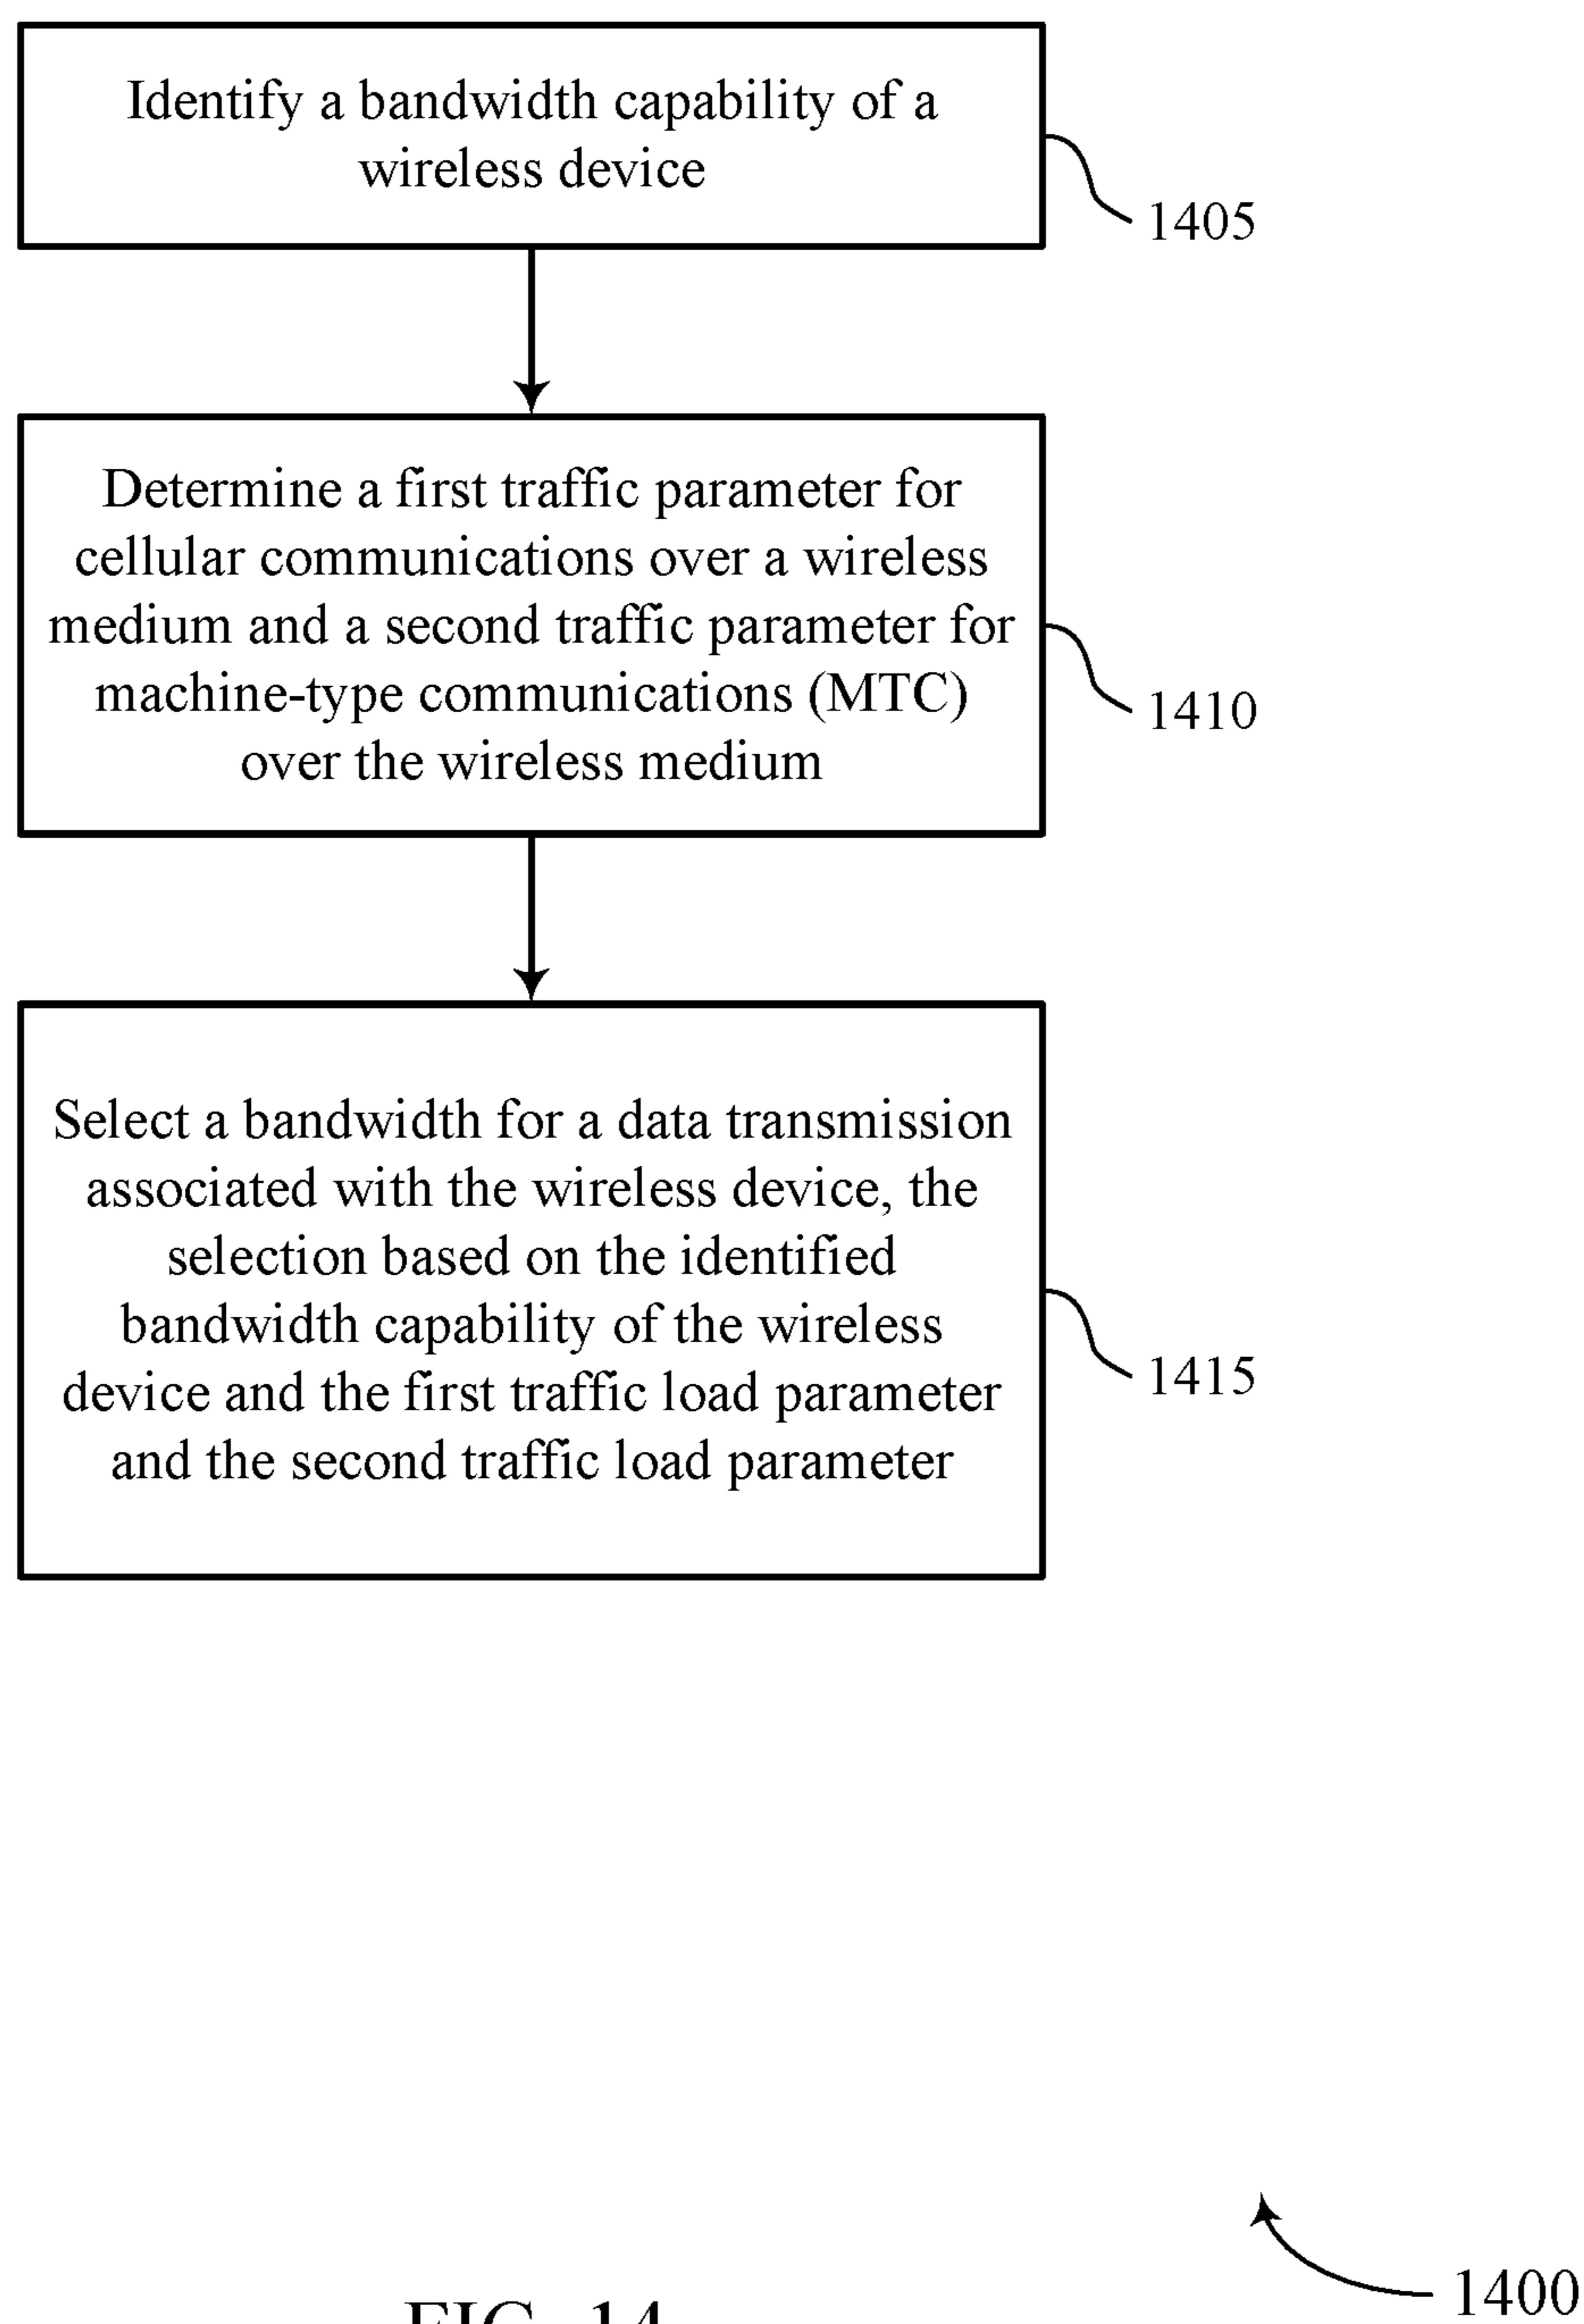 Identify a bandwidth capability of a
wireless device
1405
Determine a first traffic parameter for
cellular communications over a wireless
medium and a second traffic parameter for
machine-type communications (MTC)
over the wireless medium
1410
Select a bandwidth for a data transmission
associated with the wireless device, the
selection based on the identified
bandwidth capability of the wireless
device and the first traffic load parameter
and the second traffic load parameter
1415
1400
FIG. 14